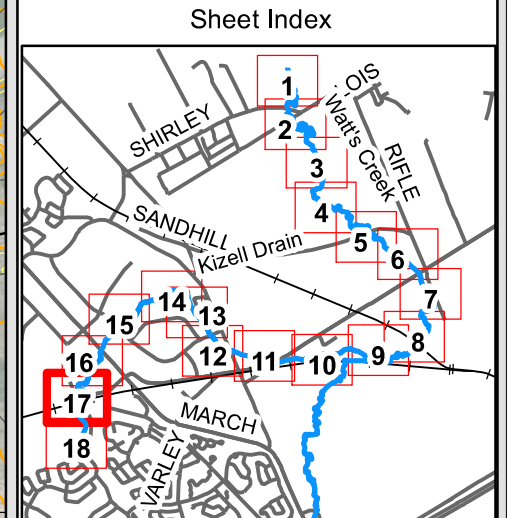 Sheet Index
1
OIS
2
SHIRLEY
Watt's Creek
RIFLE
3
4
SANDHILL
Kizell Drain
5
6
7
14
13
15
8
12
11
10
9
16
17
MARCH
VARLEY
18